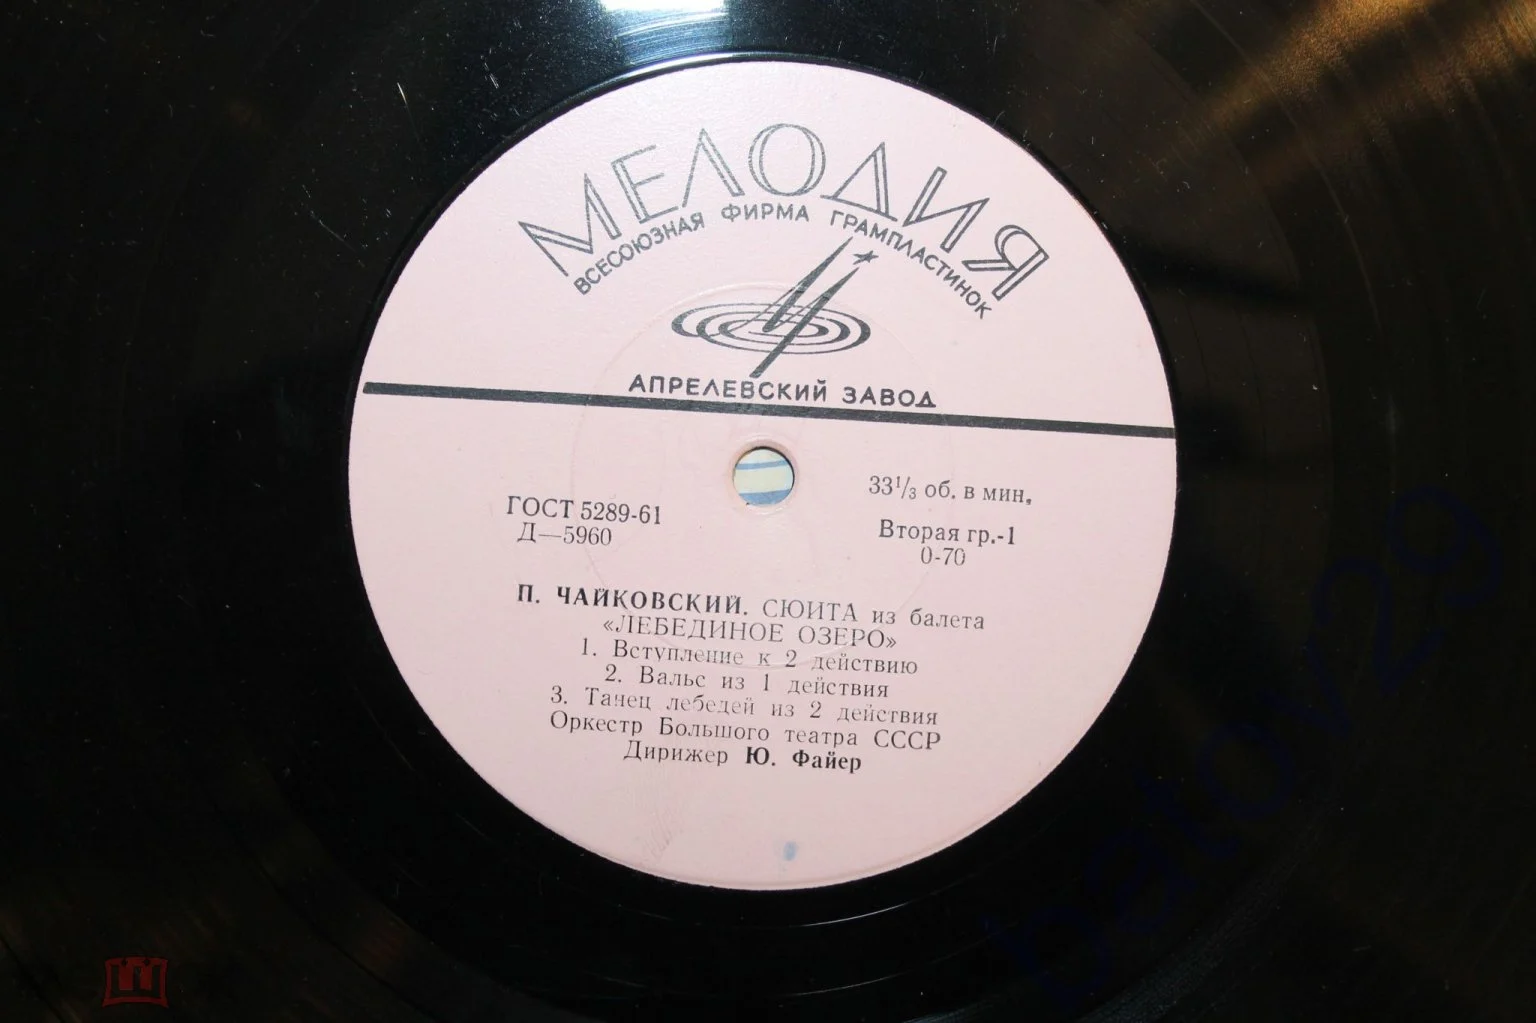 МЕЛОДИЯ
ВСЕСОЮЗНАЯ ФИРМА ГРАМПЛАСТИНОК
АПРЕЛЕВСКИЙ ЗАВОД
ГОСТ 5289-61
Д—5960
33⅓ об. в мин.
Вторая гр.-1
0-70
П. ЧАЙКОВСКИЙ. СЮИТА из балета
«ЛЕБЕДИНОЕ ОЗЕРО»
1. Вступление к 2 действию
2. Вальс из 1 действия
3. Танец лебедей из 2 действия
Оркестр Большого театра СССР
Дирижер Ю. Файер
batov29